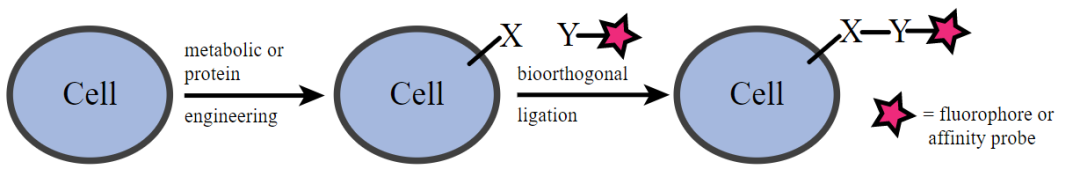 Cell
metabolic or
protein
engineering
Cell
X
Y
bioorthogonal
ligation
Cell
X
Y
= fluorophore or
affinity probe